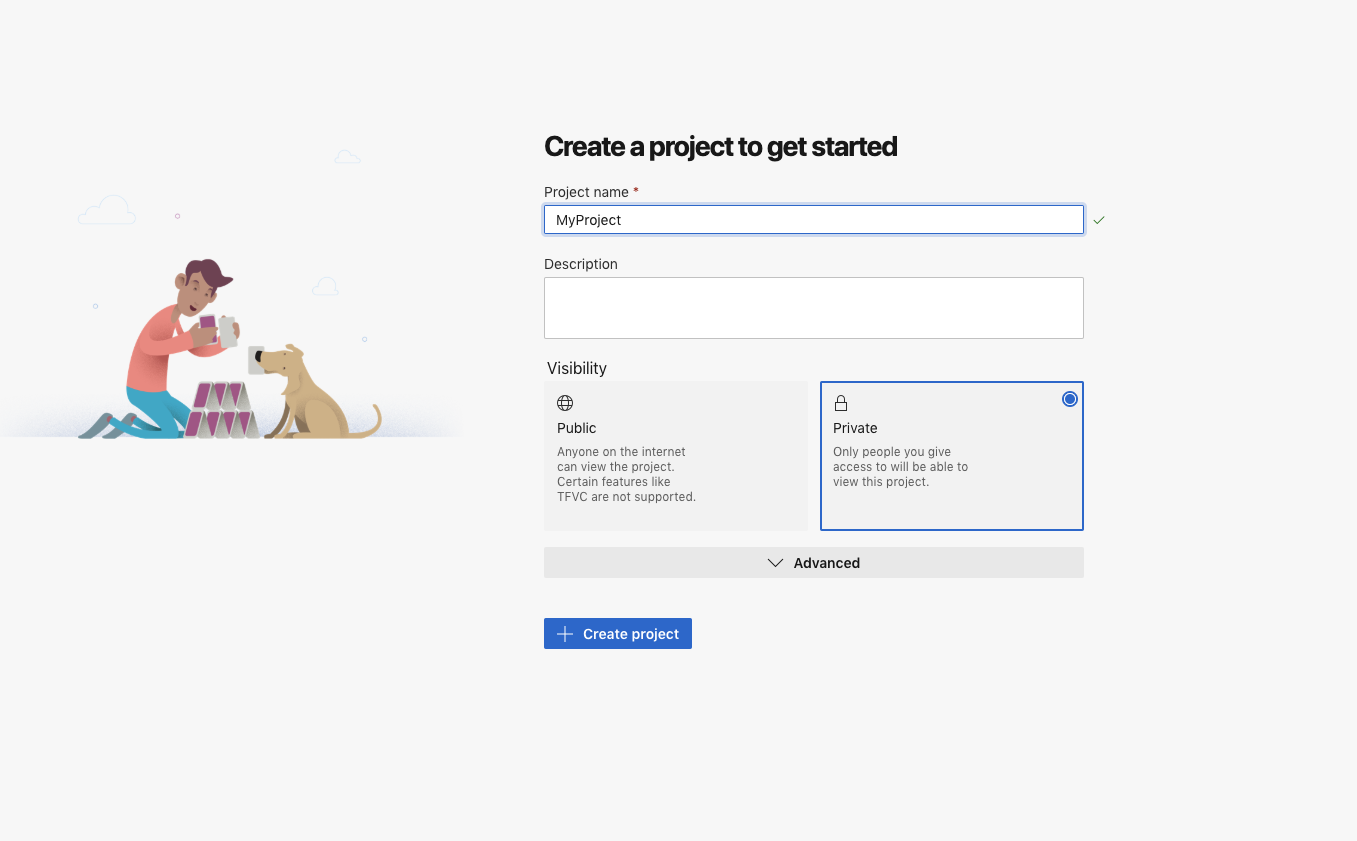 Create a project to get started
Project name *
MyProject
Description
Visibility
Public
Anyone on the internet
can view the project.
Certain features like
TFVC are not supported.
Private
Only people you give
access to will be able to
view this project.
Advanced
Create project